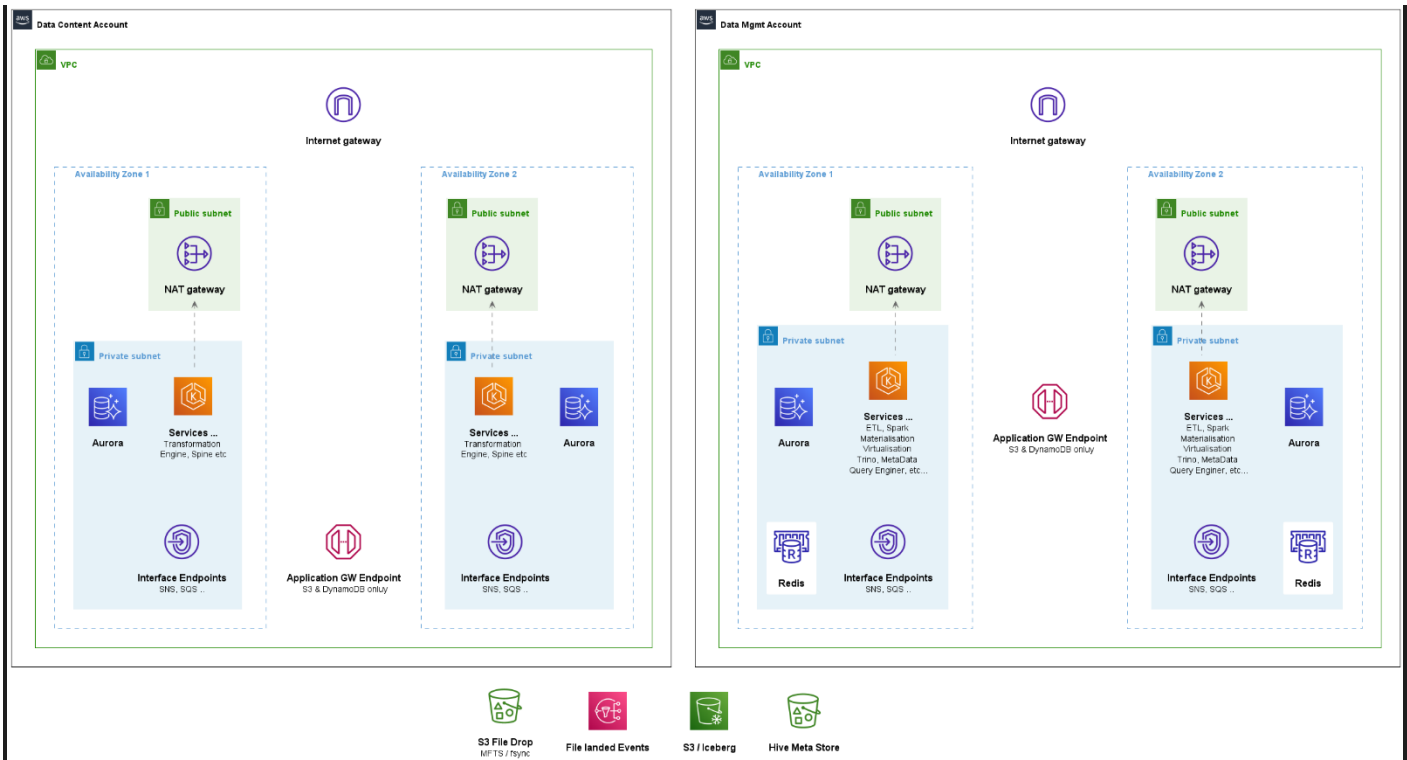 aws
Data Content Account
VPC
Internet gateway
Availability Zone 1
Public subnet
NAT gateway
Private subnet
Aurora
Services ...
Transformation
Engine, Spine etc
Interface Endpoints
SNS, SQS ..
Application GW Endpoint
S3 & DynamoDB onluy
Availability Zone 2
Public subnet
NAT gateway
Private subnet
Services ...
Transformation
Engine, Spine etc
Aurora
Interface Endpoints
SNS, SQS ..
aws
Data Mgmt Account
VPC
Internet gateway
Availability Zone 1
Public subnet
NAT gateway
Private subnet
Aurora
Services ...
ETL, Spark
Materialisation
Virtualisation
Trino, MetaData
Query Enginer, etc...
R
Redis
Interface Endpoints
SNS, SQS ..
Application GW Endpoint
S3 & DynamoDB onluy
Availability Zone 2
Public subnet
NAT gateway
Private subnet
Services ...
ETL, Spark
Materialisation
Virtualisation
Trino, MetaData
Query Enginer, etc...
Aurora
Interface Endpoints
SNS, SQS ..
R
Redis
S3 File Drop
MFTS / fsync
File landed Events
S3 / Iceberg
Hive Meta Store